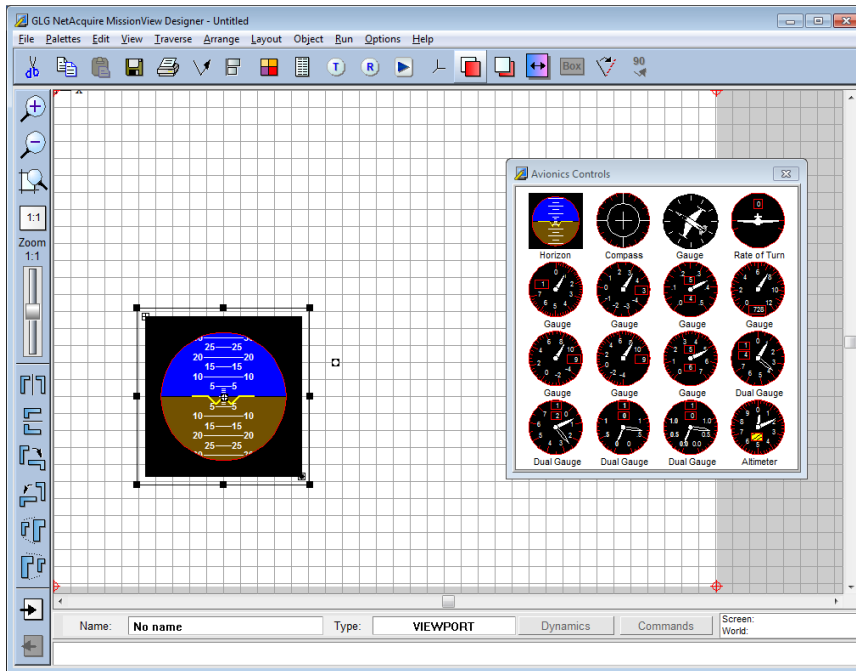 GLG NetAcquire MissionView Designer - Untitled
File Palettes Edit View Traverse Arrange Layout Object Run Options Help
T R Box 90
1:1
Zoom
1:1
Avionics Controls
Horizon Compass Gauge Rate of Turn
Gauge Gauge Gauge Gauge
Gauge Gauge Gauge Dual Gauge
Dual Gauge Dual Gauge Dual Gauge Altimeter
25 25
20 20
15 15
10 10
5 5
5 5
10 10
15 15
20 20
25 25
Name: No name Type: VIEWPORT Dynamics Commands
Screen:
World: